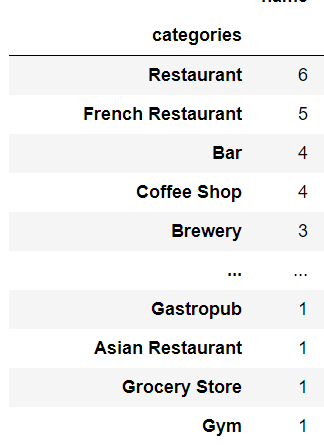 name
categories
Restaurant 6
French Restaurant 5
Bar 4
Coffee Shop 4
Brewery 3
... ...
Gastropub 1
Asian Restaurant 1
Grocery Store 1
Gym 1